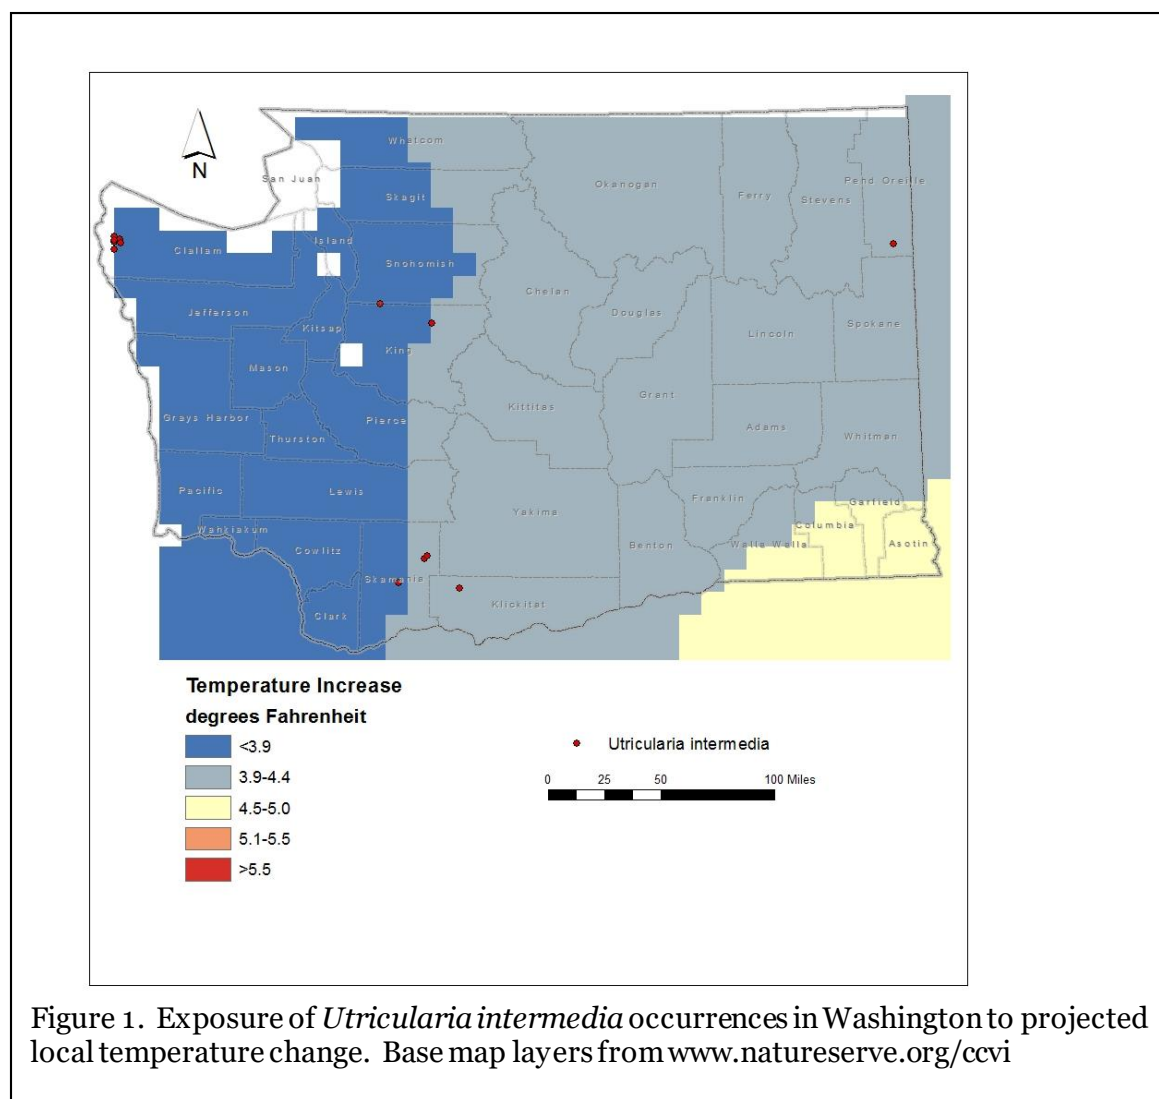 N
Whatcom
San Juan
Skagit
Okanogan
Ferry
Stevens
Pend Oreille
Clallam
Island
Snohomish
Chelan
Jefferson
Kitsap
Douglas
Lincoln
Spokane
King
Mason
Kittitas
Grant
Grays Harbor
Thurston
Pierce
Adams
Whitman
Pacific
Lewis
Yakima
Franklin
Garfield
Wahkiakum
Columbia
Cowlitz
Benton
Walla Walla
Asotin
Skamania
Clark
Klickitat
Temperature Increase
degrees Fahrenheit
<3.9
3.9-4.4
4.5-5.0
5.1-5.5
>5.5
Utricularia intermedia
0 25 50 100 Miles
Figure 1. Exposure of Utricularia intermedia occurrences in Washington to projected
local temperature change. Base map layers from www.natureserve.org/ccvi